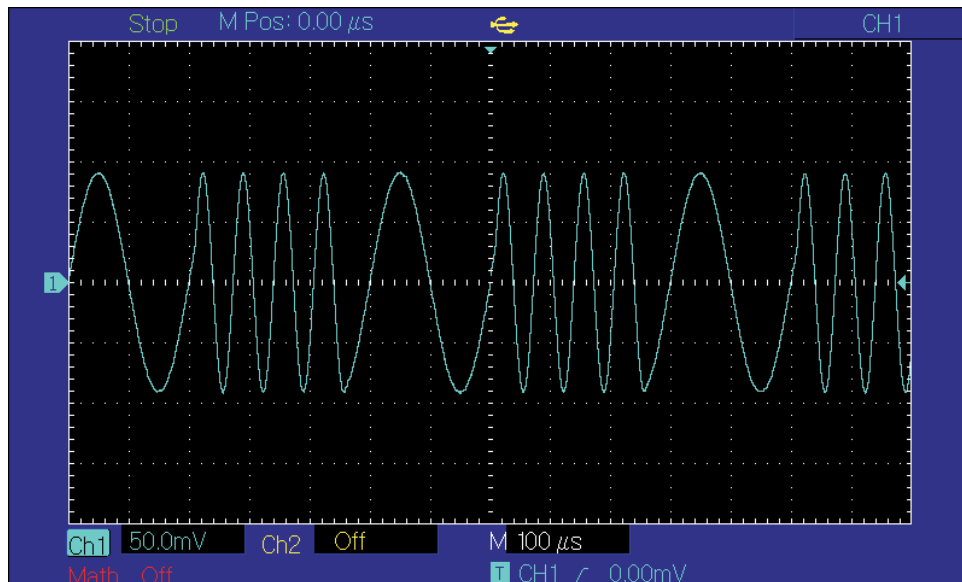 Stop M Pos: 0.00 μs CH1
1
Ch1 50.0mV Ch2 Off M 100 μs
Math Off T CH1 0.00mV